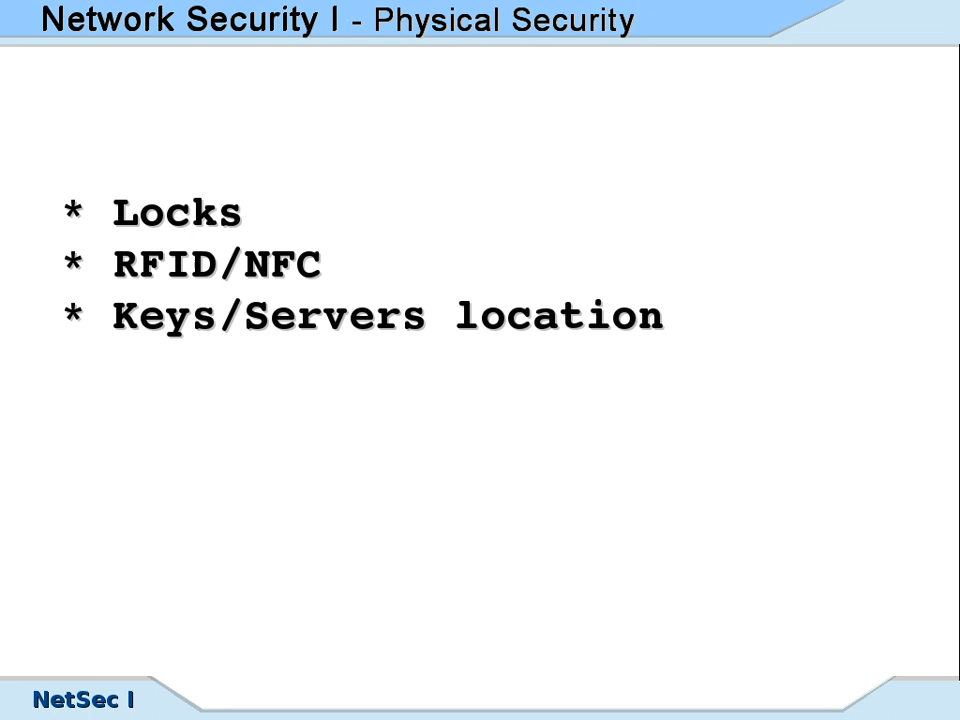 Network Security I - Physical Security
* Locks
* RFID/NFC
* Keys/Servers location
NetSec I